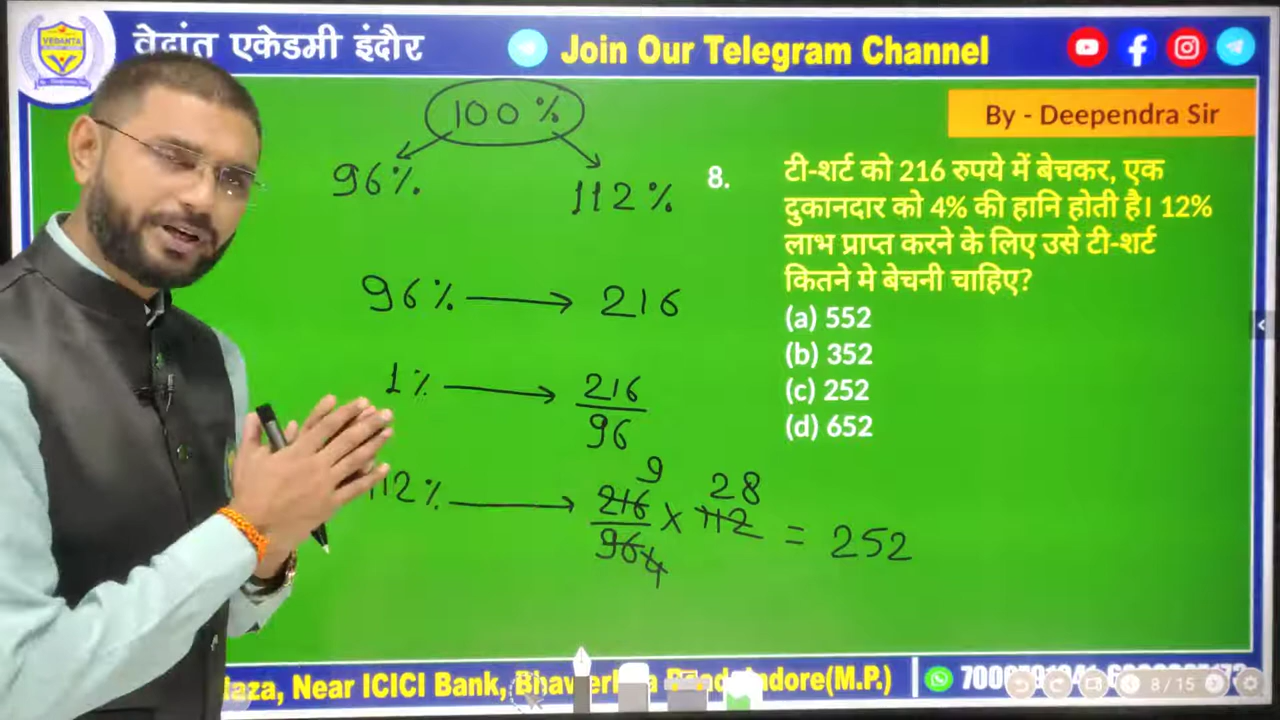 VEDANTA
वेदांत एकेडमी इंदौर
Join Our Telegram Channel
By - Deependra Sir
100%
96%
112%
8. टी-शर्ट को 216 रुपये में बेचकर, एक
दुकानदार को 4% की हानि होती है। 12%
लाभ प्राप्त करने के लिए उसे टी-शर्ट
कितने मे बेचनी चाहिए?
(a) 552
(b) 352
(c) 252
(d) 652
96% → 216
1% → 216/96
112% → 216/96 × 112 = 252
9
28
4
Near ICICI Bank,
8/15